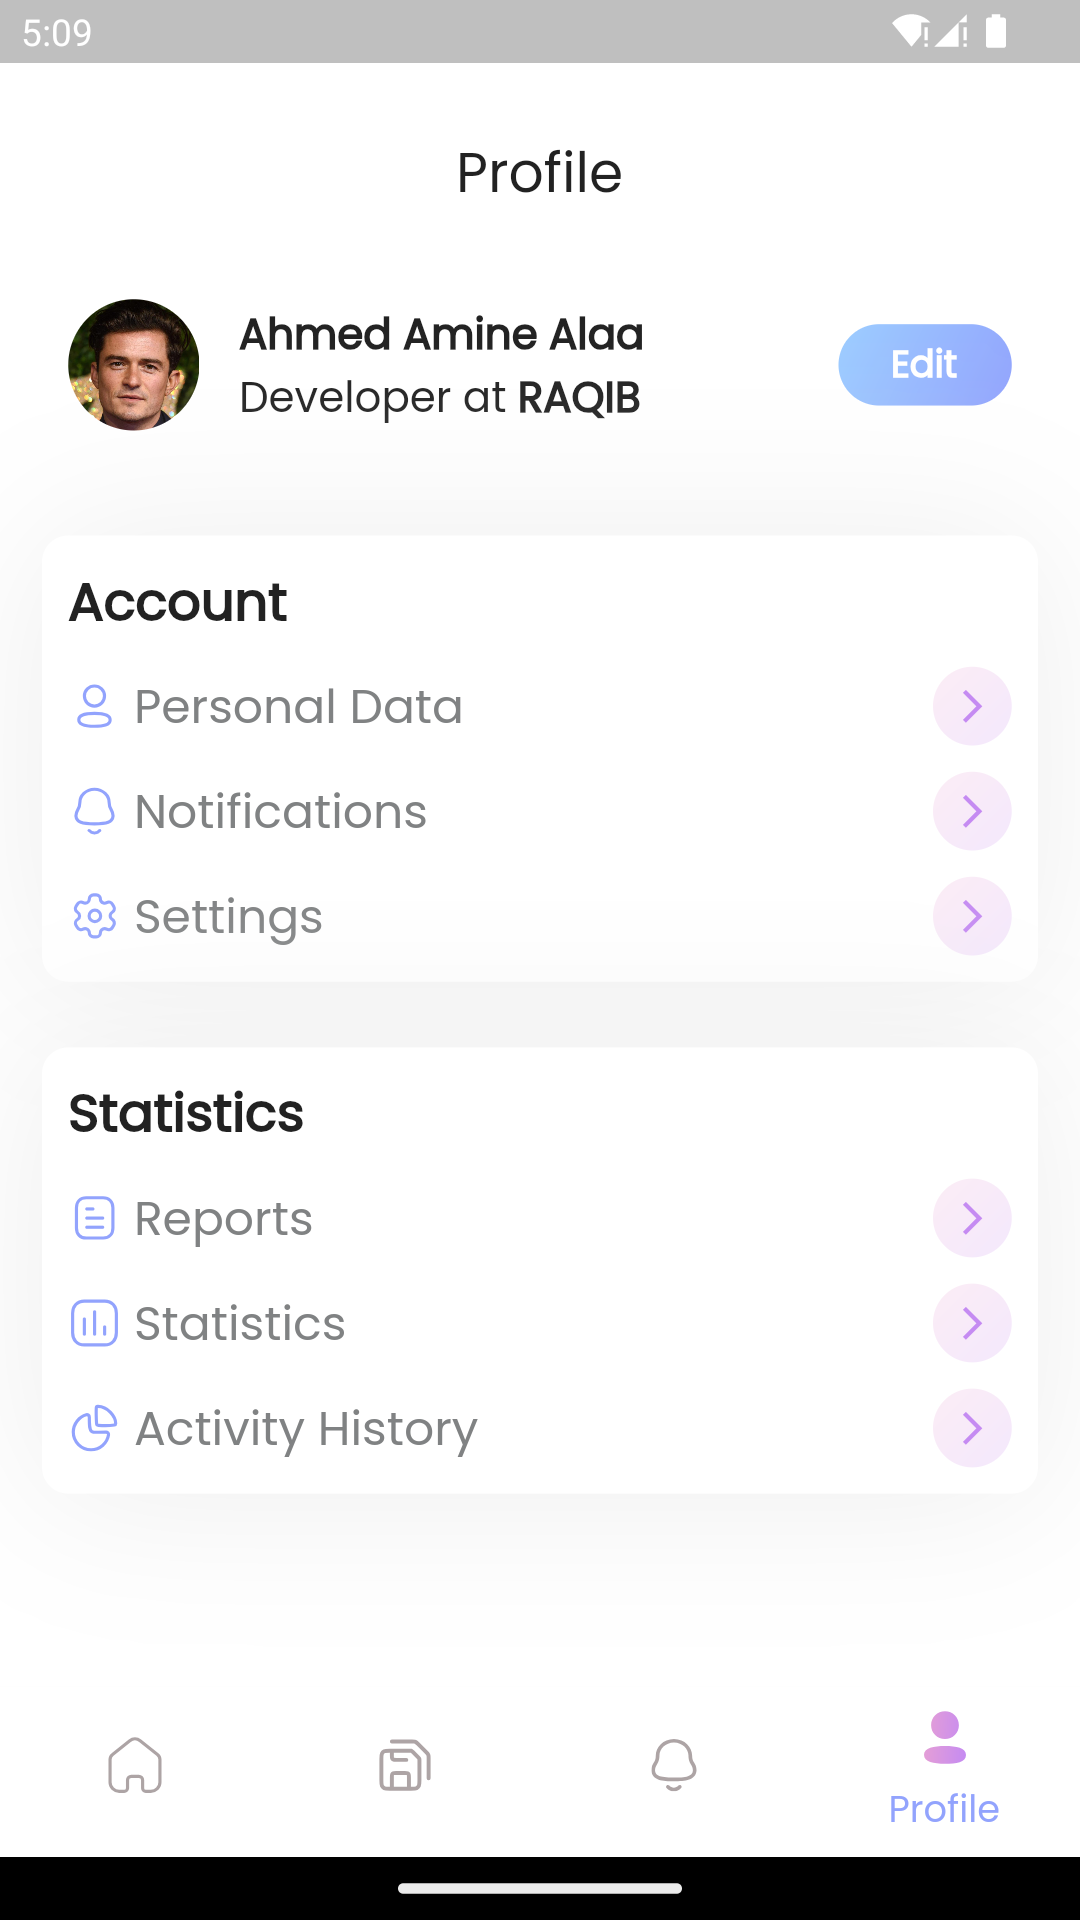 5:09
Profile
Ahmed Amine Alaa
Developer at RAQIB
Edit
Account
Personal Data
Notifications
Settings
Statistics
Reports
Statistics
Activity History
Profile